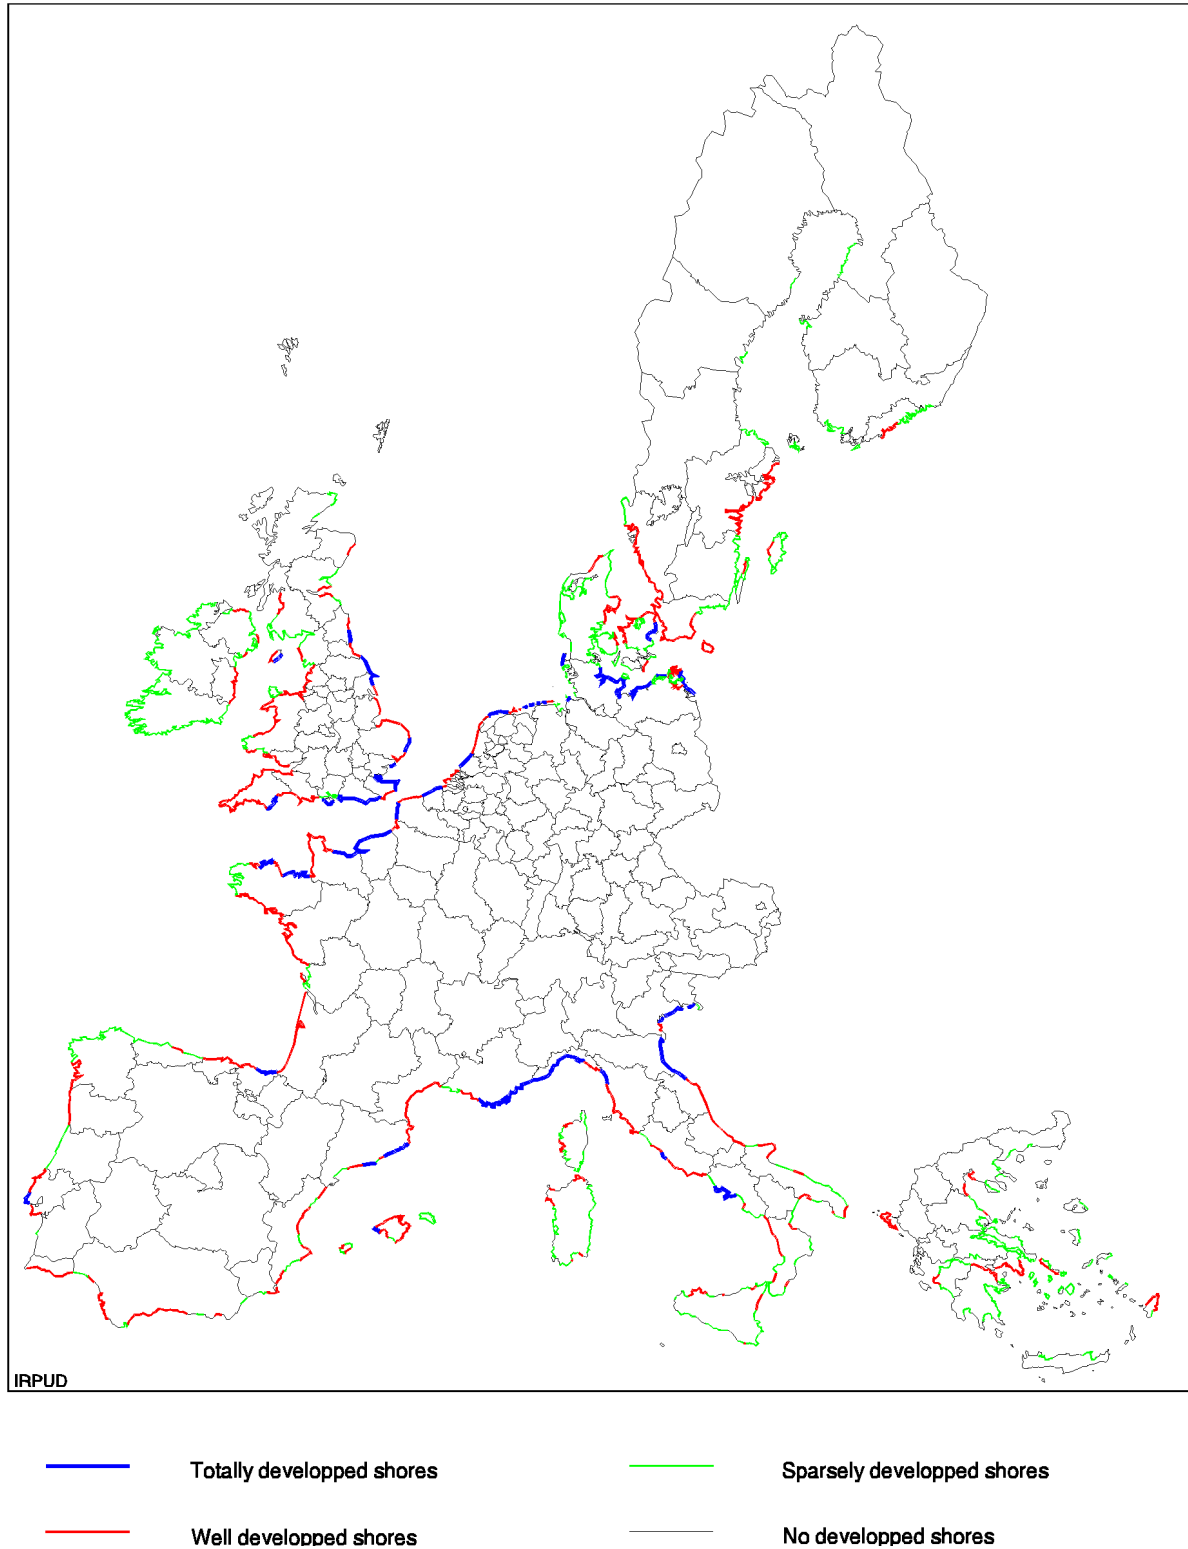 IRPUD
Totally developped shores
Sparsely developped shores
Well developped shores
No developped shores